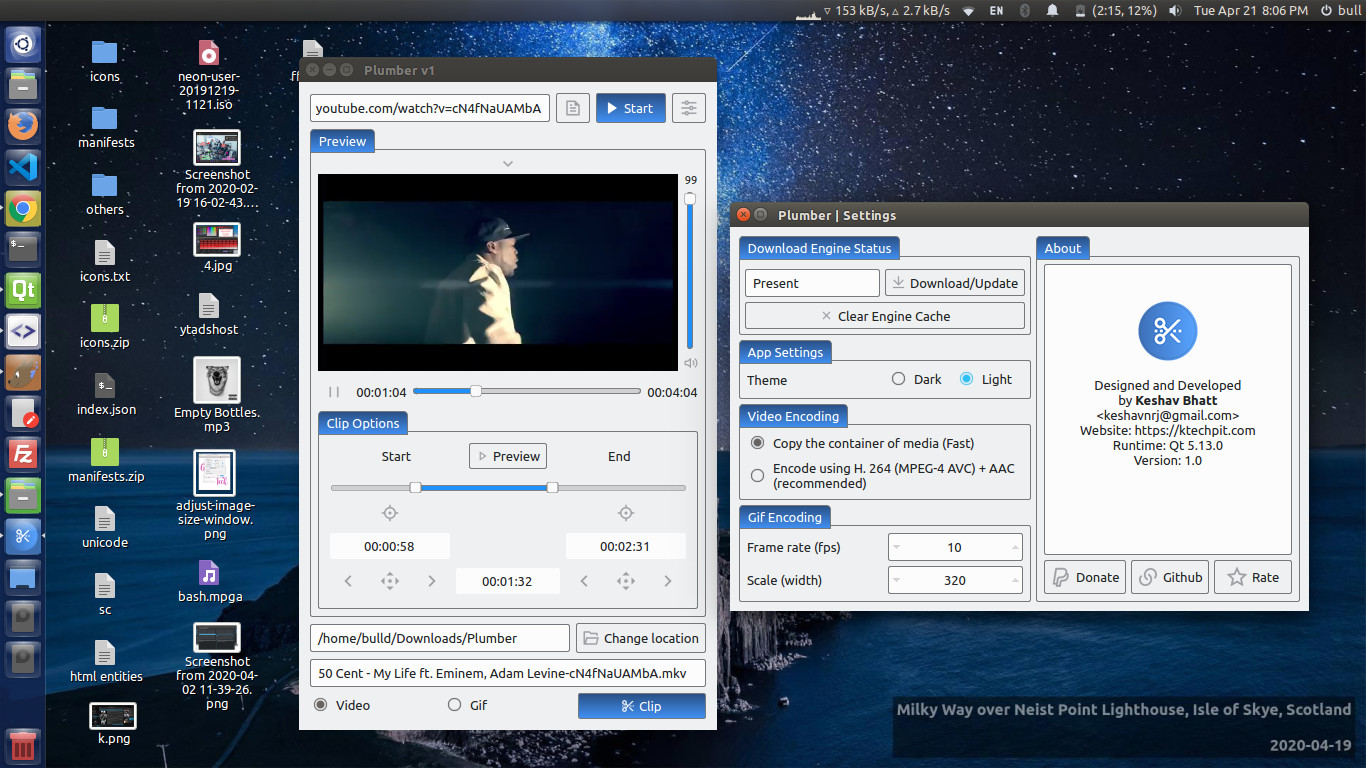 153 kB/s, 2.7 kB/s EN (2:15, 12%) Tue Apr 21 8:06 PM bull
icons
manifests
others
icons.txt
icons.zip
index.json
manifests.zip
unicode
sc
html entities
k.png
neon-user-
20191219-
1121.iso
Screenshot
from 2020-02-
19 16-02-43....
_4.jpg
ytadshost
Empty Bottles.
mp3
adjust-image-
size-window.
png
bash.mpga
Screenshot
from 2020-04-
02 11-39-26.
png
Plumber v1
youtube.com/watch?v=cN4fNaUAMbA
Start
Preview
99
00:01:04 00:04:04
Clip Options
Start Preview End
00:00:58 00:02:31
00:01:32
/home/bulld/Downloads/Plumber Change location
50 Cent - My Life ft. Eminem, Adam Levine-cN4fNaUAMbA.mkv
Video Gif Clip
Plumber | Settings
Download Engine Status
Present Download/Update
Clear Engine Cache
App Settings
Theme Dark Light
Video Encoding
Copy the container of media (Fast)
Encode using H. 264 (MPEG-4 AVC) + AAC
(recommended)
Gif Encoding
Frame rate (fps) 10
Scale (width) 320
About
Designed and Developed
by Keshav Bhatt
<keshavnrj@gmail.com>
Website: https://ktechpit.com
Runtime: Qt 5.13.0
Version: 1.0
Donate Github Rate
Milky Way over Neist Point Lighthouse, Isle of Skye, Scotland
2020-04-19